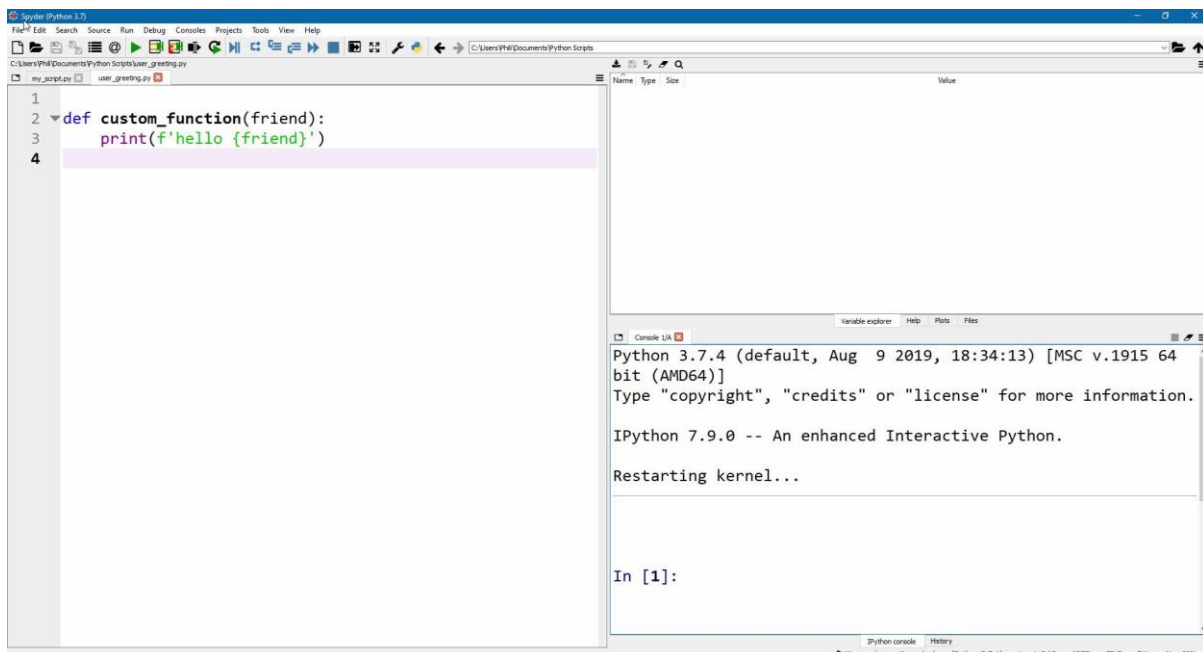 Spyder (Python 3.7)
File Edit Search Source Run Debug Consoles Projects Tools View Help
C:\Users\Phil\Documents\Python Scripts
C:\Users\Phil\Documents\Python Scripts\user_greeting.py
my_script.py user_greeting.py
1
2 def custom_function(friend):
3 print(f'hello {friend}')
4
Name Type Size Value
Variable explorer Help Plots Files
Console 1/A
Python 3.7.4 (default, Aug 9 2019, 18:34:13) [MSC v.1915 64
bit (AMD64)]
Type "copyright", "credits" or "license" for more information.
IPython 7.9.0 -- An enhanced Interactive Python.
Restarting kernel...
In [1]:
IPython console History